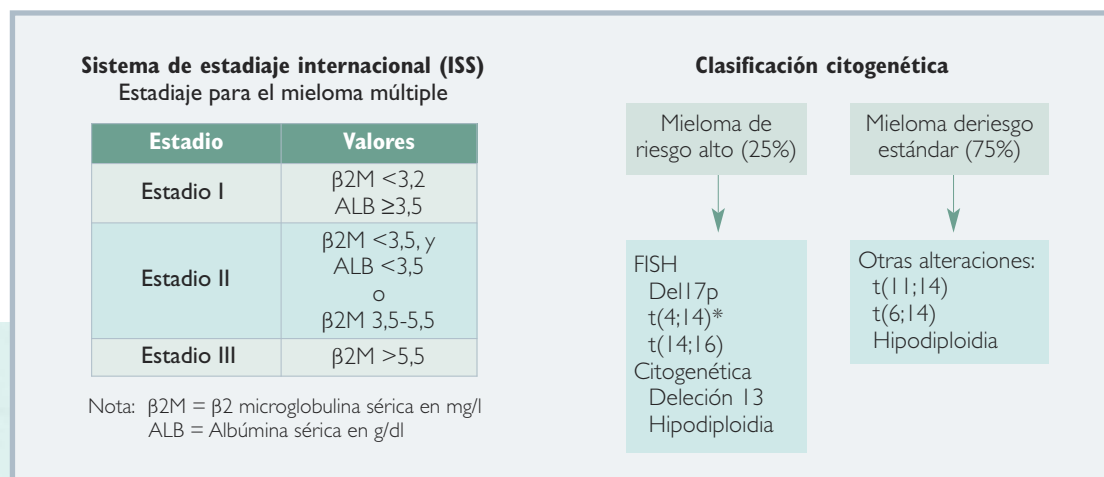 Sistema de estadiaje internacional (ISS)
Estadiaje para el mieloma múltiple
Estadio Valores
Estadio I
β2M <3,2
ALB ≥3,5
Estadio II
β2M <3,5, y
ALB <3,5
o
β2M 3,5-5,5
Estadio III β2M >5,5
Nota: β2M = β2 microglobulina sérica en mg/l
ALB = Albúmina sérica en g/dl
Clasificación citogenética
Mieloma de
riesgo alto (25%)
FISH
Del17p
t(4;14)*
t(14;16)
Citogenética
Deleción 13
Hipodiploidia
Mieloma deriesgo
estándar (75%)
Otras alteraciones:
t(11;14)
t(6;14)
Hipodiploidia